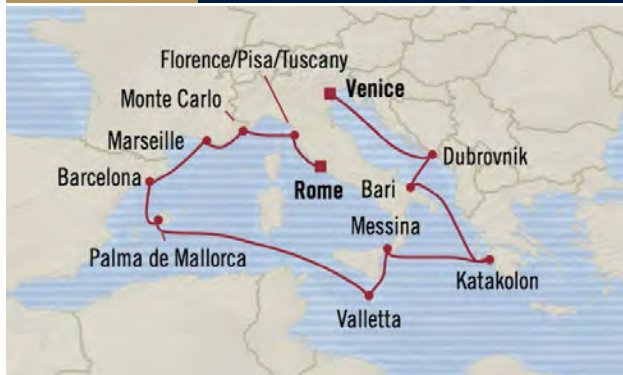 Florence/Pisa/Tuscany
Monte Carlo
Venice
Marseille
Dubrovnik
Barcelona
Rome
Bari
Messina
Palma de Mallorca
Katakolon
Valletta